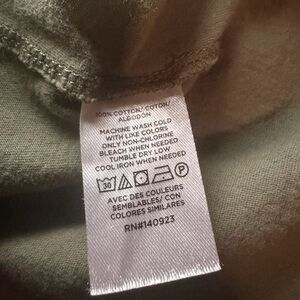 100% COTTON/ COTON/
ALGODÓN
MACHINE WASH COLD
WITH LIKE COLORS
ONLY NON-CHLORINE
BLEACH WHEN NEEDED
TUMBLE DRY LOW
COOL IRON WHEN NEEDED
30 P
AVEC DES COULEURS
SEMBLABLES/ CON
COLORES SIMILARES
RN#140923